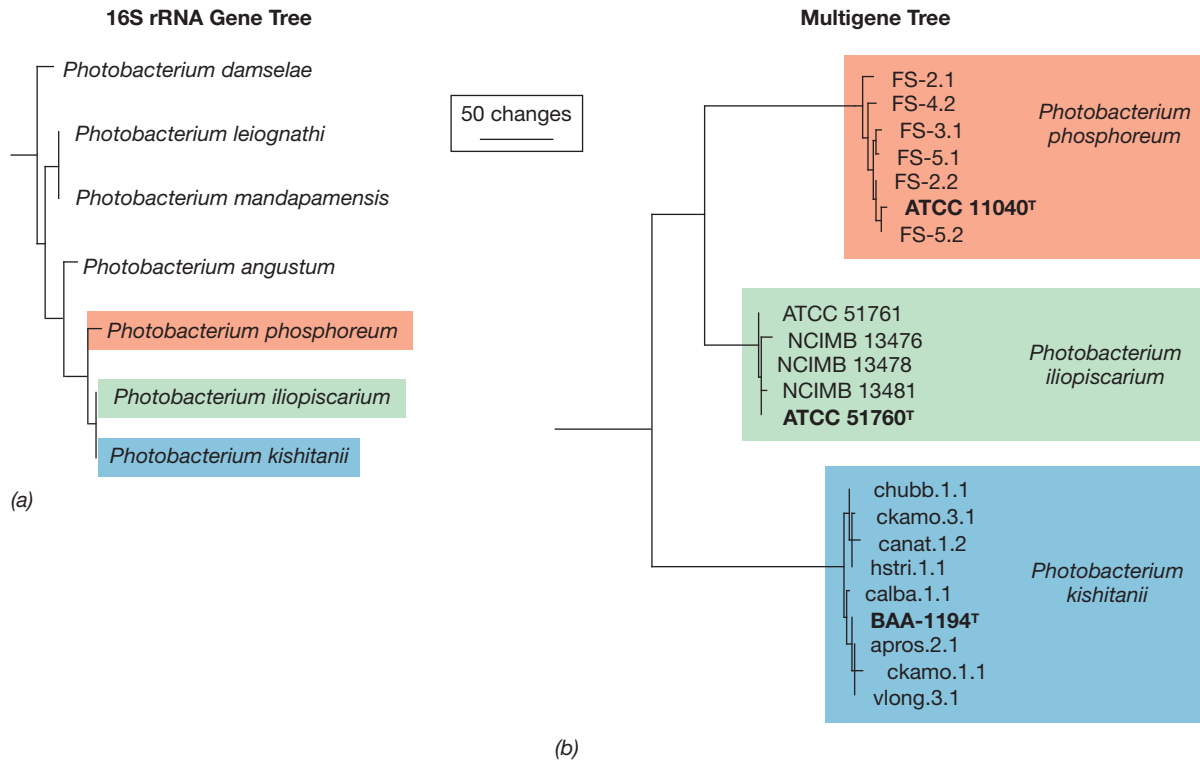 16S rRNA Gene Tree
Photobacterium damselae
Photobacterium leiognathi
Photobacterium mandapamensis
Photobacterium angustum
Photobacterium phosphoreum
Photobacterium iliopiscarium
Photobacterium kishitanii
(a)
50 changes
Multigene Tree
FS-2.1
FS-4.2
FS-3.1
FS-5.1
FS-2.2
ATCC 11040ᵀ
FS-5.2
Photobacterium
phosphoreum
ATCC 51761
NCIMB 13476
NCIMB 13478
NCIMB 13481
ATCC 51760ᵀ
Photobacterium
iliopiscarium
chubb.1.1
ckamo.3.1
canat.1.2
hstri.1.1
calba.1.1
BAA-1194ᵀ
apros.2.1
ckamo.1.1
vlong.3.1
Photobacterium
kishitanii
(b)